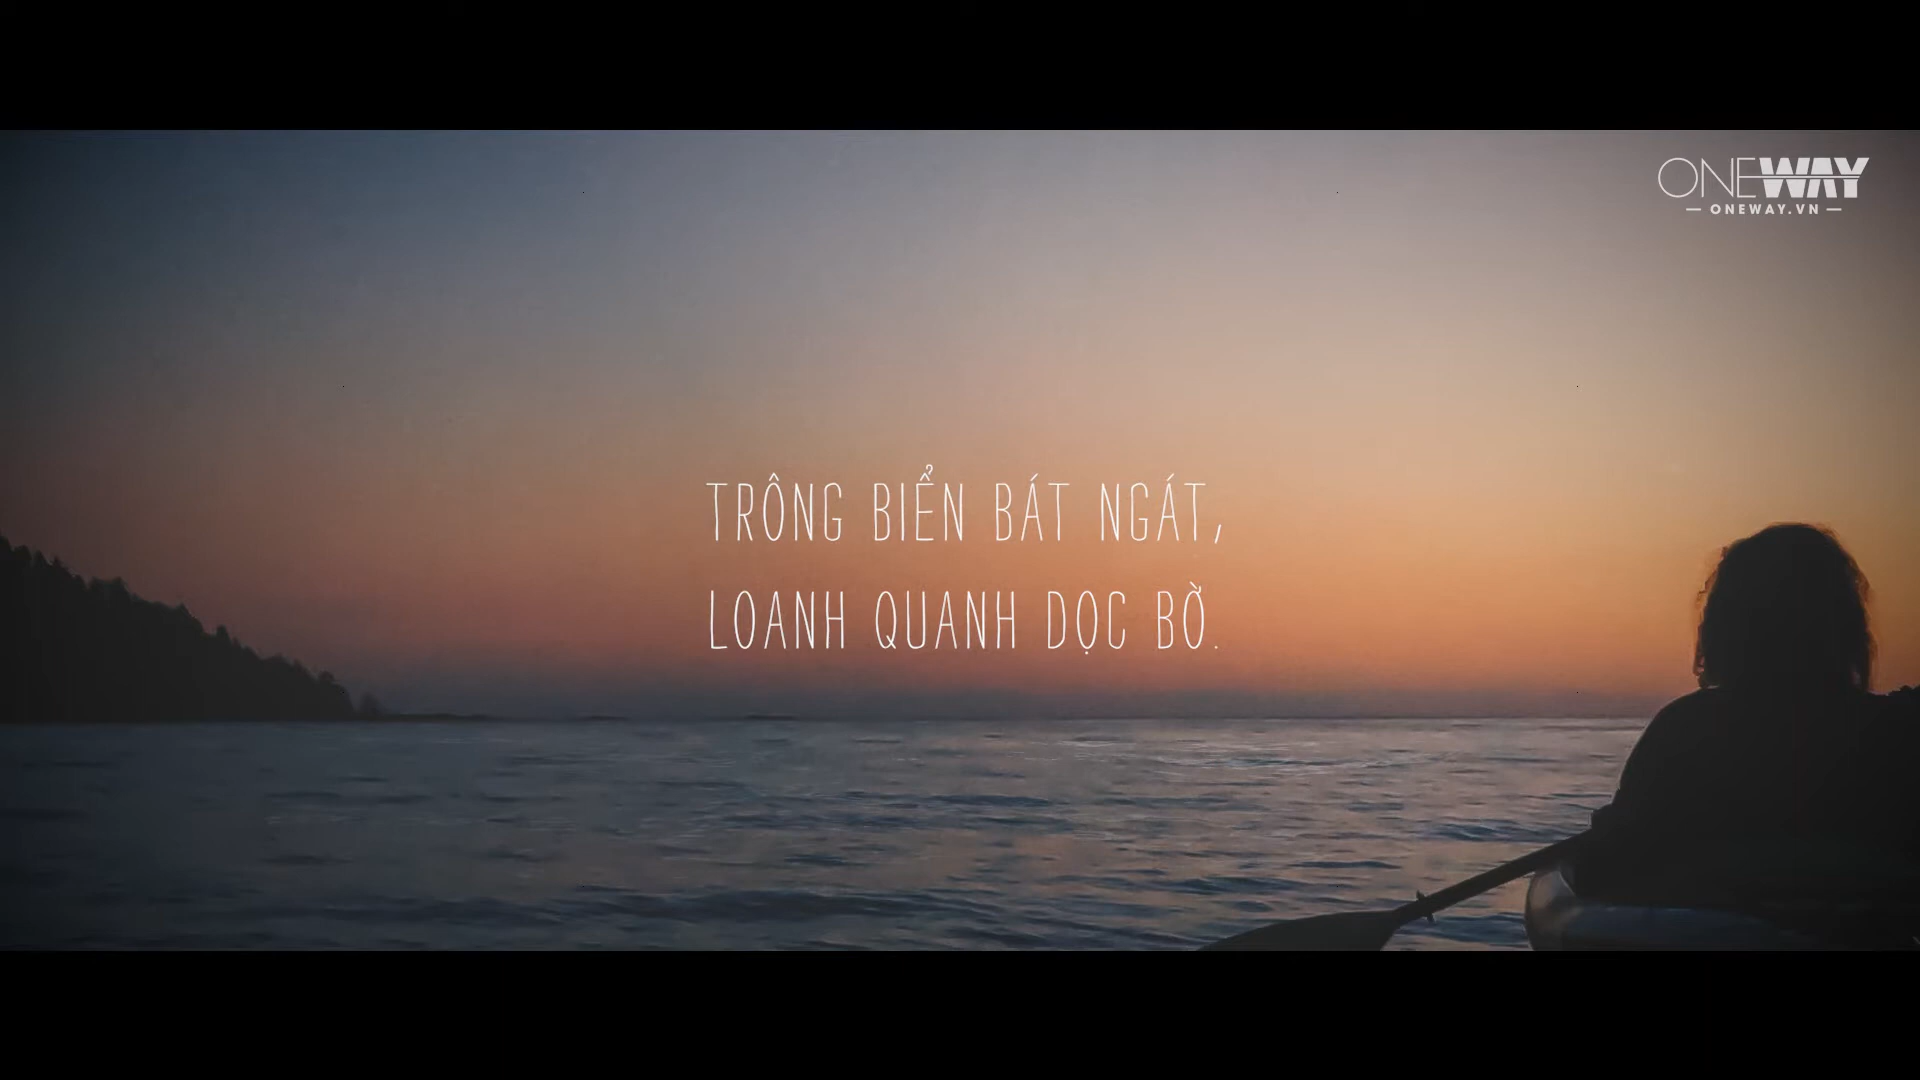 ONEWAY
— ONEWAY.VN —
TRÔNG BIỂN BÁT NGÁT,
LOANH QUANH DỌC BỜ.